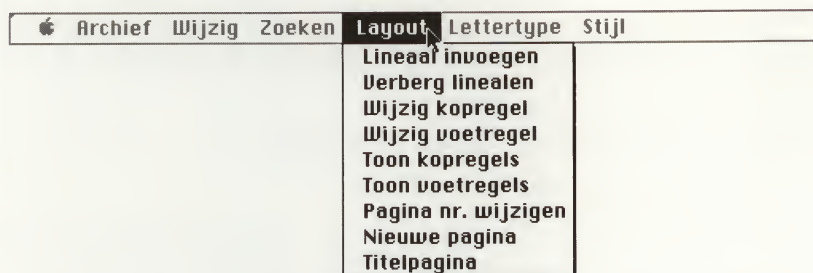 Archief Wijzig Zoeken Layout Lettertype Stijl
Lineaal invoegen
Verberg linealen
Wijzig kopregel
Wijzig voetregel
Toon kopregels
Toon voetregels
Pagina nr. wijzigen
Nieuwe pagina
Titelpagina